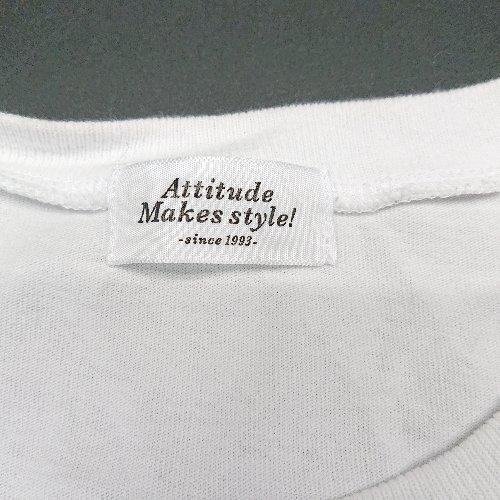 Attitude
Makes style!
-since 1993-